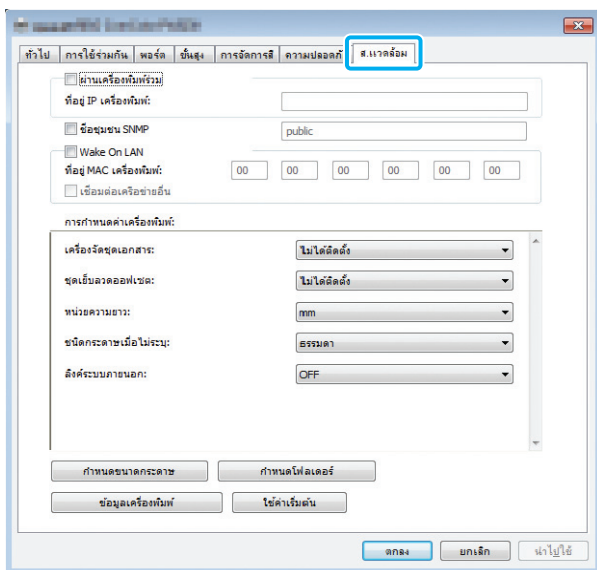 ทั่วไป การใช้ร่วมกัน พอร์ต ขั้นสูง การจัดการสี ความปลอดภั ส.แวดล้อม
ผ่านเครื่องพิมพ์ร่วม
ที่อยู่ IP เครื่องพิมพ์:
ชื่อชุมชน SNMP public
Wake On LAN
ที่อยู่ MAC เครื่องพิมพ์: 00 00 00 00 00 00
เชื่อมต่อเครือข่ายอื่น
การกำหนดค่าเครื่องพิมพ์:
เครื่องจัดชุดเอกสาร: ไม่ได้ติดตั้ง
ชุดเย็บลวดออฟเซต: ไม่ได้ติดตั้ง
หน่วยความยาว: mm
ชนิดกระดาษเมื่อไม่ระบุ: ธรรมดา
ลิงค์ระบบภายนอก: OFF
กำหนดขนาดกระดาษ กำหนดโฟลเดอร์
ข้อมูลเครื่องพิมพ์ ใช้ค่าเริ่มต้น
ตกลง ยกเลิก นำไปใช้